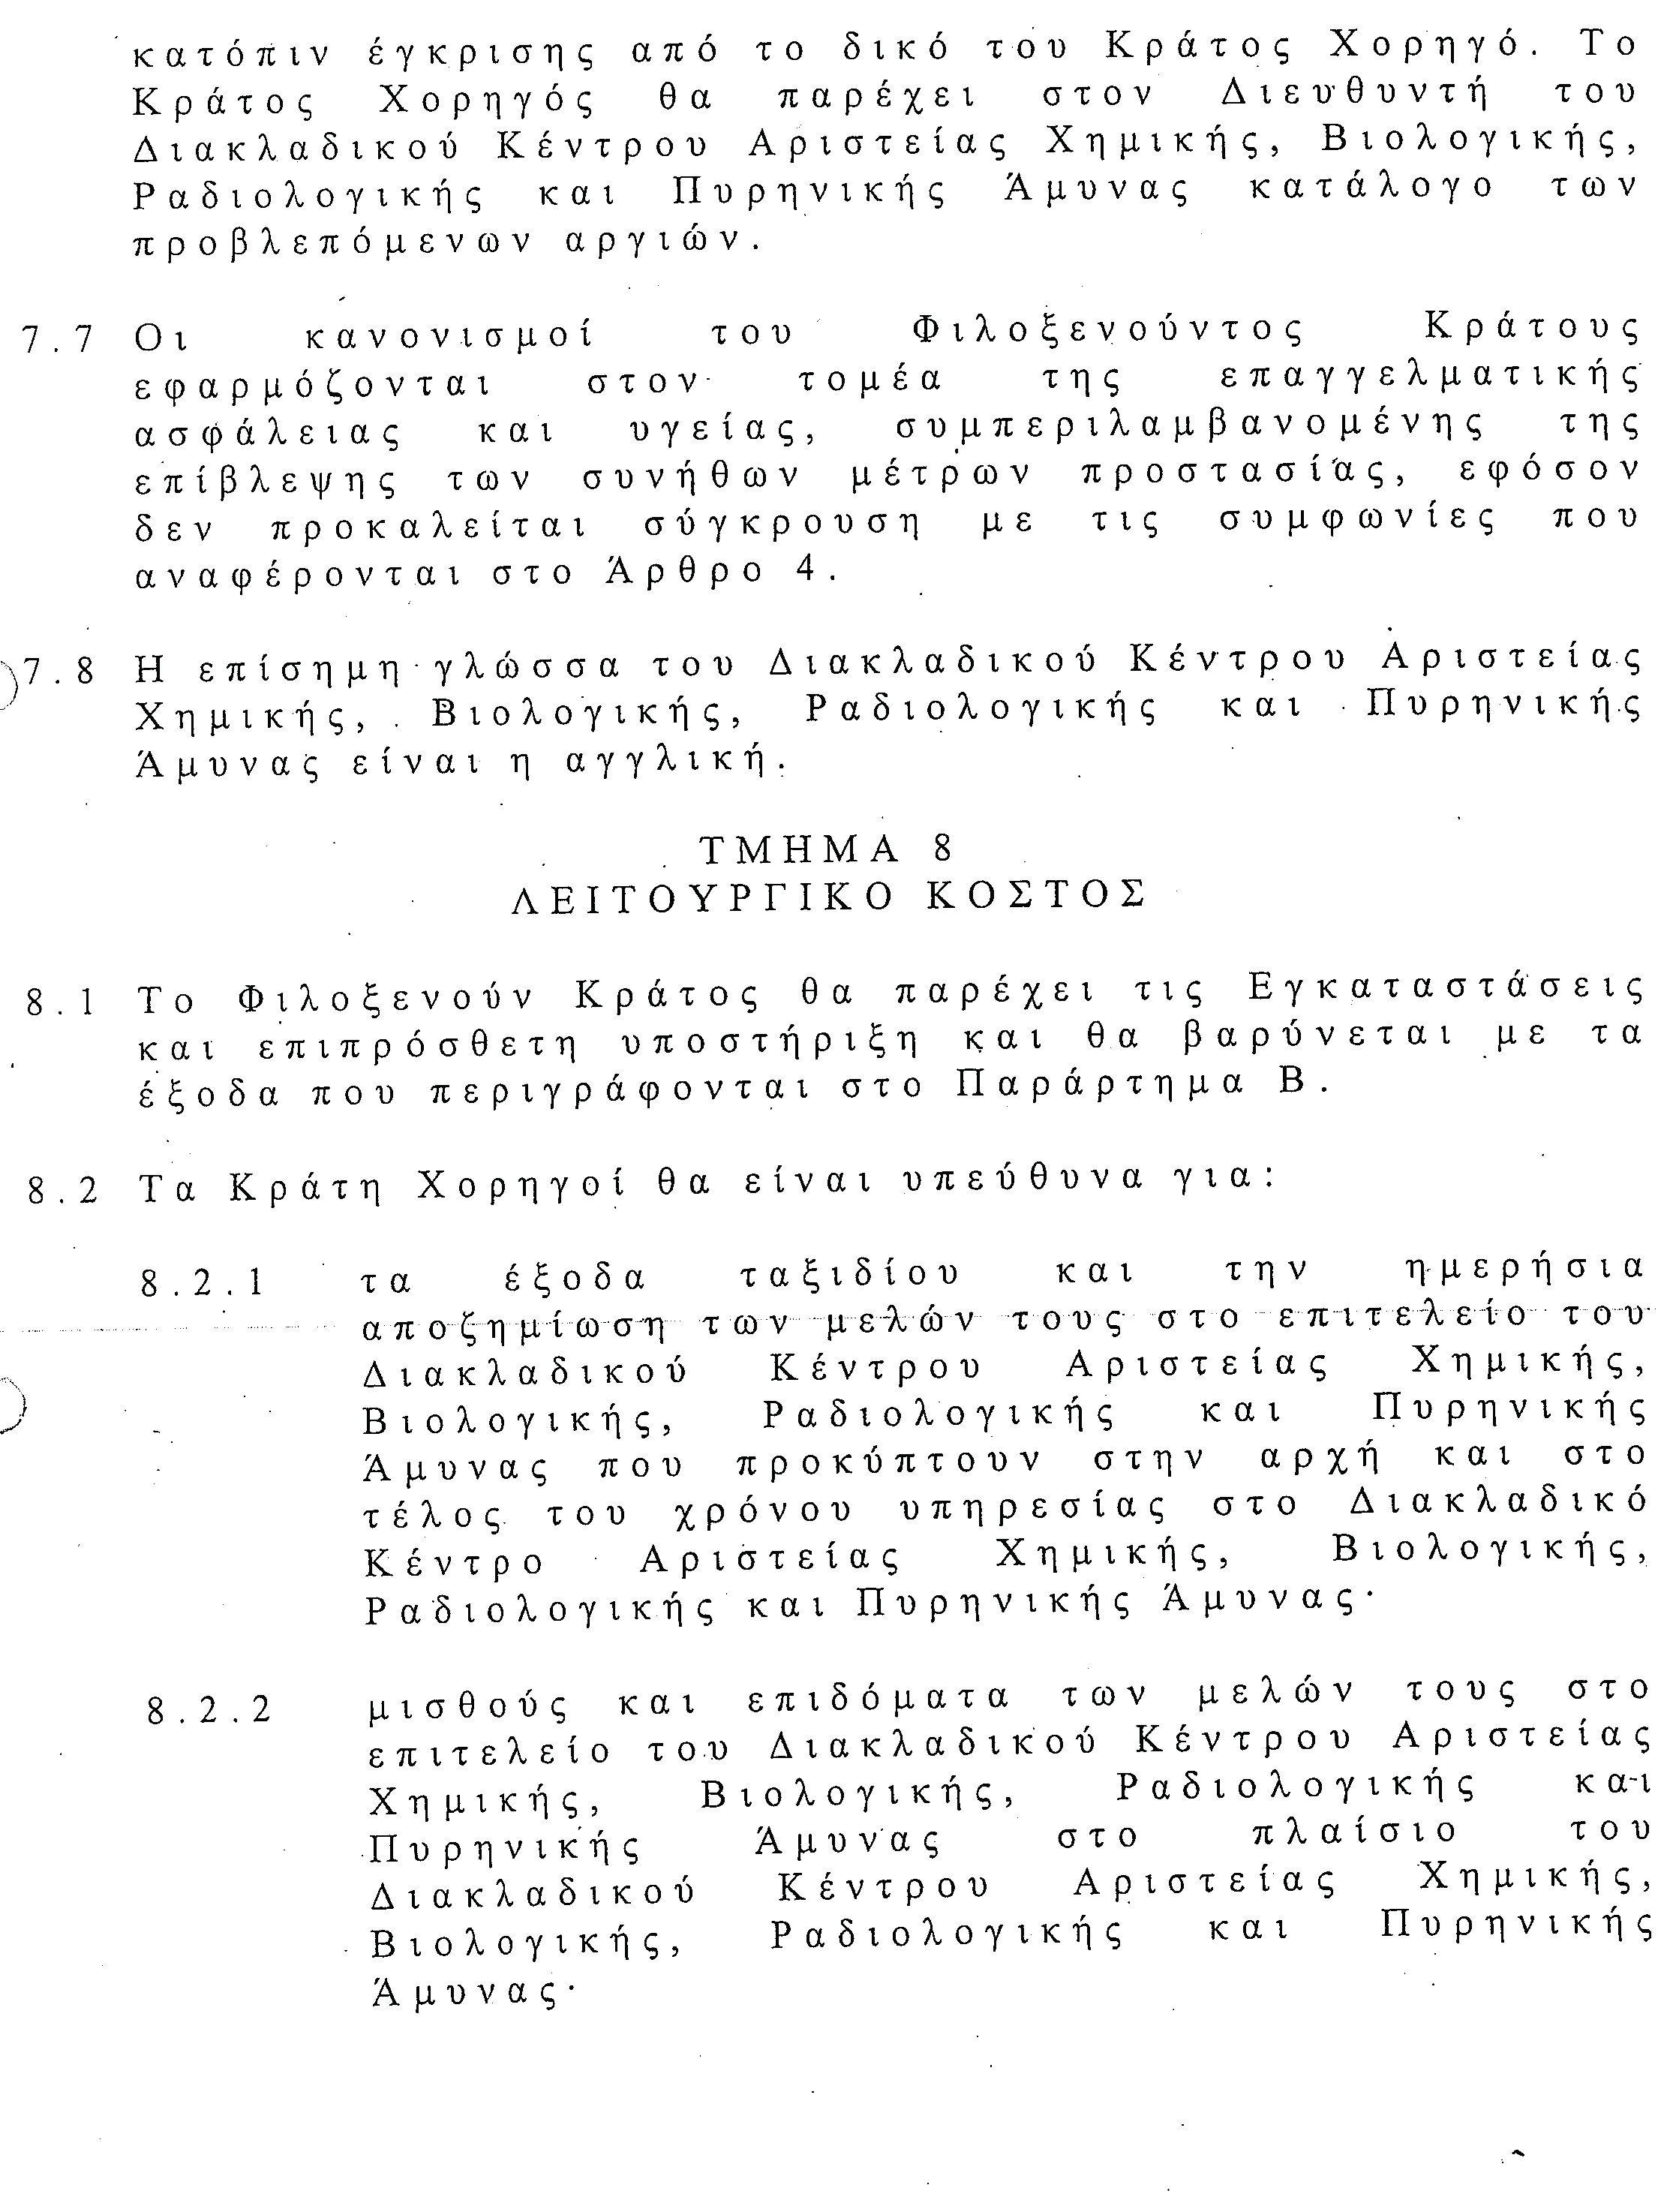 κατόπιν έγκρισης από το δικό του Κράτος Χορηγό. Το
Κράτος Χορηγός θα παρέχει στον Διευθυντή του
Διακλαδικού Κέντρου Αριστείας Χημικής, Βιολογικής,
Ραδιολογικής και Πυρηνικής Άμυνας κατάλογο των
προβλεπόμενων αργιών.
7.7 Οι κανονισμοί του Φιλοξενούντος Κράτους
εφαρμόζονται στον τομέα της επαγγελματικής
ασφάλειας και υγείας, συμπεριλαμβανομένης της
επίβλεψης των συνήθων μέτρων προστασίας, εφόσον
δεν προκαλείται σύγκρουση με τις συμφωνίες που
αναφέρονται στο Άρθρο 4.
7.8 Η επίσημη γλώσσα του Διακλαδικού Κέντρου Αριστείας
Χημικής, Βιολογικής, Ραδιολογικής και Πυρηνικής
Άμυνας είναι η αγγλική.
ΤΜΗΜΑ 8
ΛΕΙΤΟΥΡΓΙΚΟ ΚΟΣΤΟΣ
8.1 Το Φιλοξενούν Κράτος θα παρέχει τις Εγκαταστάσεις
και επιπρόσθετη υποστήριξη και θα βαρύνεται με τα
έξοδα που περιγράφονται στο Παράρτημα Β.
8.2 Τα Κράτη Χορηγοί θα είναι υπεύθυνα για:
8.2.1 τα έξοδα ταξιδίου και την ημερήσια
αποζημίωση των μελών τους στο επιτελείο του
Διακλαδικού Κέντρου Αριστείας Χημικής,
Βιολογικής, Ραδιολογικής και Πυρηνικής
Άμυνας που προκύπτουν στην αρχή και στο
τέλος του χρόνου υπηρεσίας στο Διακλαδικό
Κέντρο Αριστείας Χημικής, Βιολογικής,
Ραδιολογικής και Πυρηνικής Άμυνας·
8.2.2 μισθούς και επιδόματα των μελών τους στο
επιτελείο του Διακλαδικού Κέντρου Αριστείας
Χημικής, Βιολογικής, Ραδιολογικής και
Πυρηνικής Άμυνας στο πλαίσιο του
Διακλαδικού Κέντρου Αριστείας Χημικής,
Βιολογικής, Ραδιολογικής και Πυρηνικής
Άμυνας·